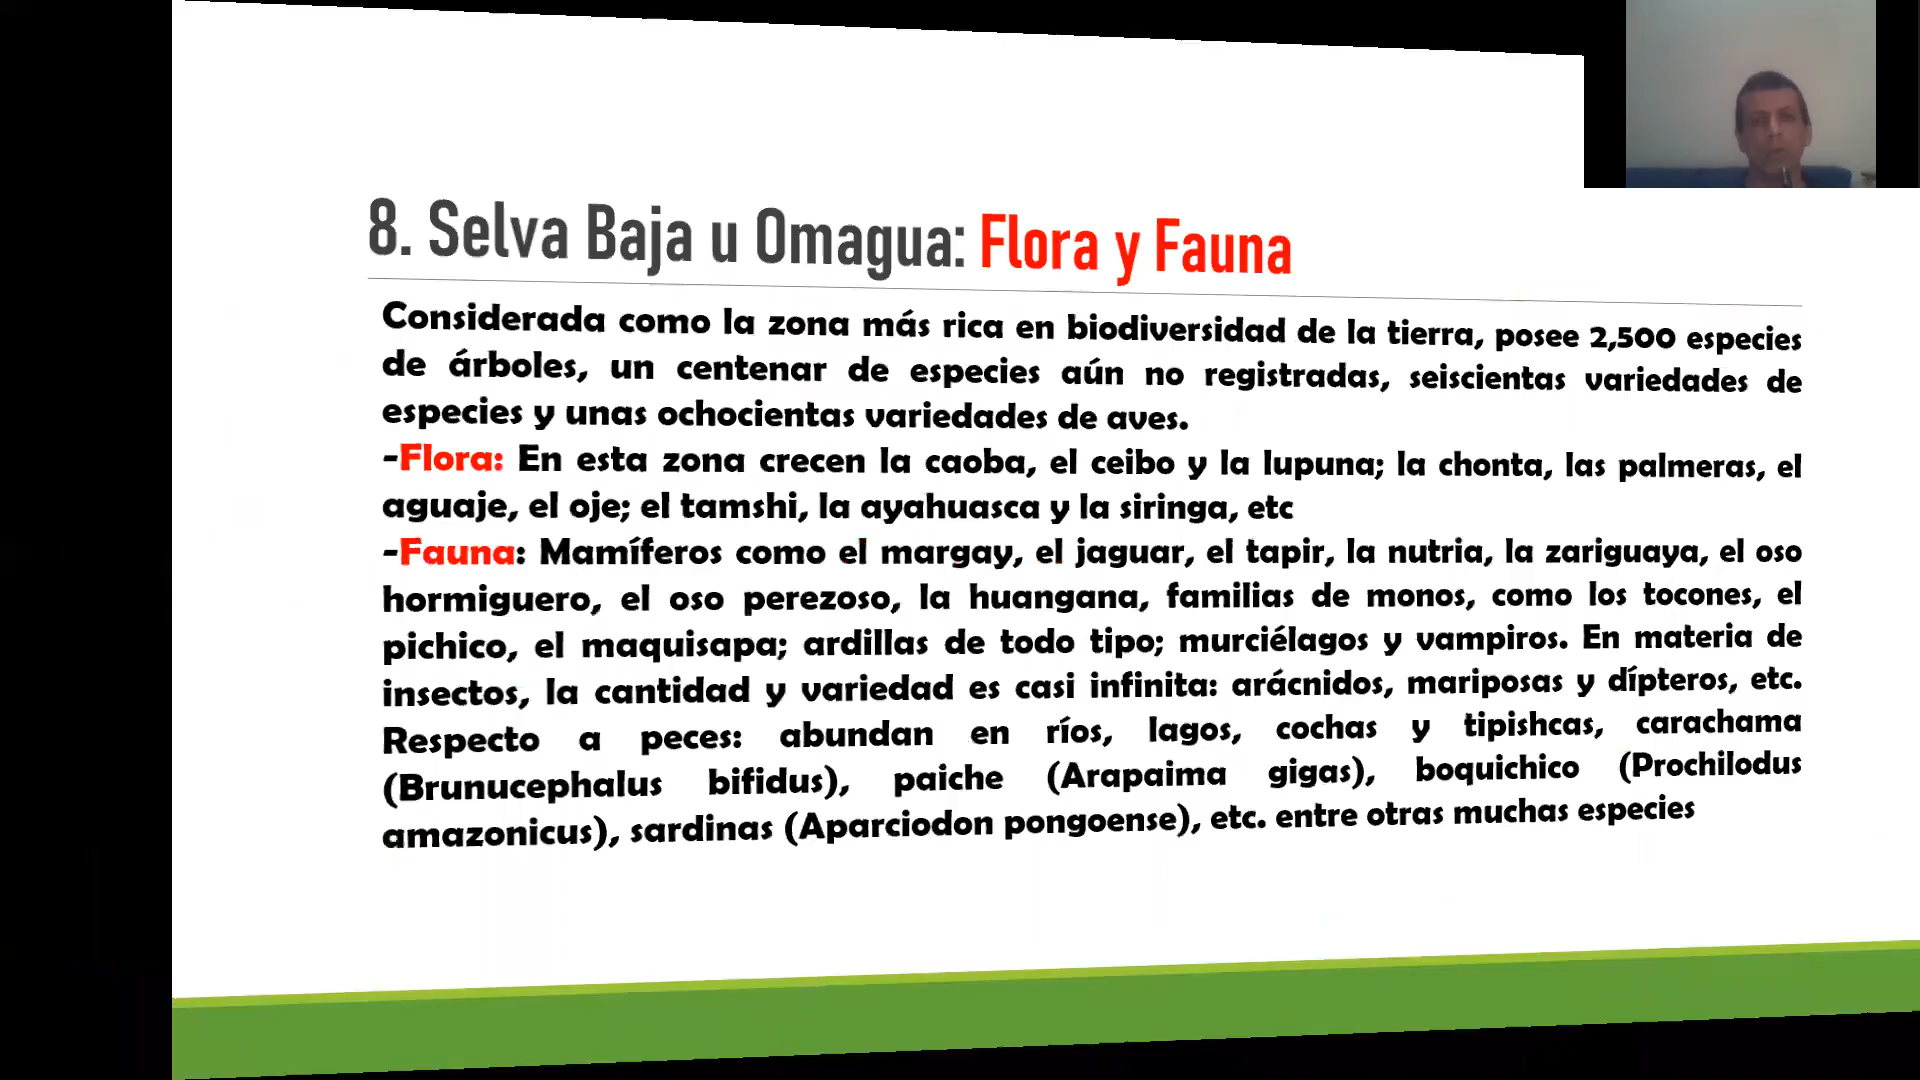 8. Selva Baja u Omagua: Flora y Fauna
Considerada como la zona más rica en biodiversidad de la tierra, posee 2,500 especies
de árboles, un centenar de especies aún no registradas, seiscientas variedades de
especies y unas ochocientas variedades de aves.
-Flora: En esta zona crecen la caoba, el ceibo y la lupuna; la chonta, las palmeras, el
aguaje, el oje; el tamshi, la ayahuasca y la siringa, etc
-Fauna: Mamíferos como el margay, el jaguar, el tapir, la nutria, la zariguaya, el oso
hormiguero, el oso perezoso, la huangana, familias de monos, como los tocones, el
pichico, el maquisapa; ardillas de todo tipo; murciélagos y vampiros. En materia de
insectos, la cantidad y variedad es casi infinita: arácnidos, mariposas y dípteros, etc.
Respecto a peces: abundan en ríos, lagos, cochas y tipishcas, carachama
(Brunucephalus bifidus), paiche (Arapaima gigas), boquichico (Prochilodus
amazonicus), sardinas (Aparciodon pongoense), etc. entre otras muchas especies